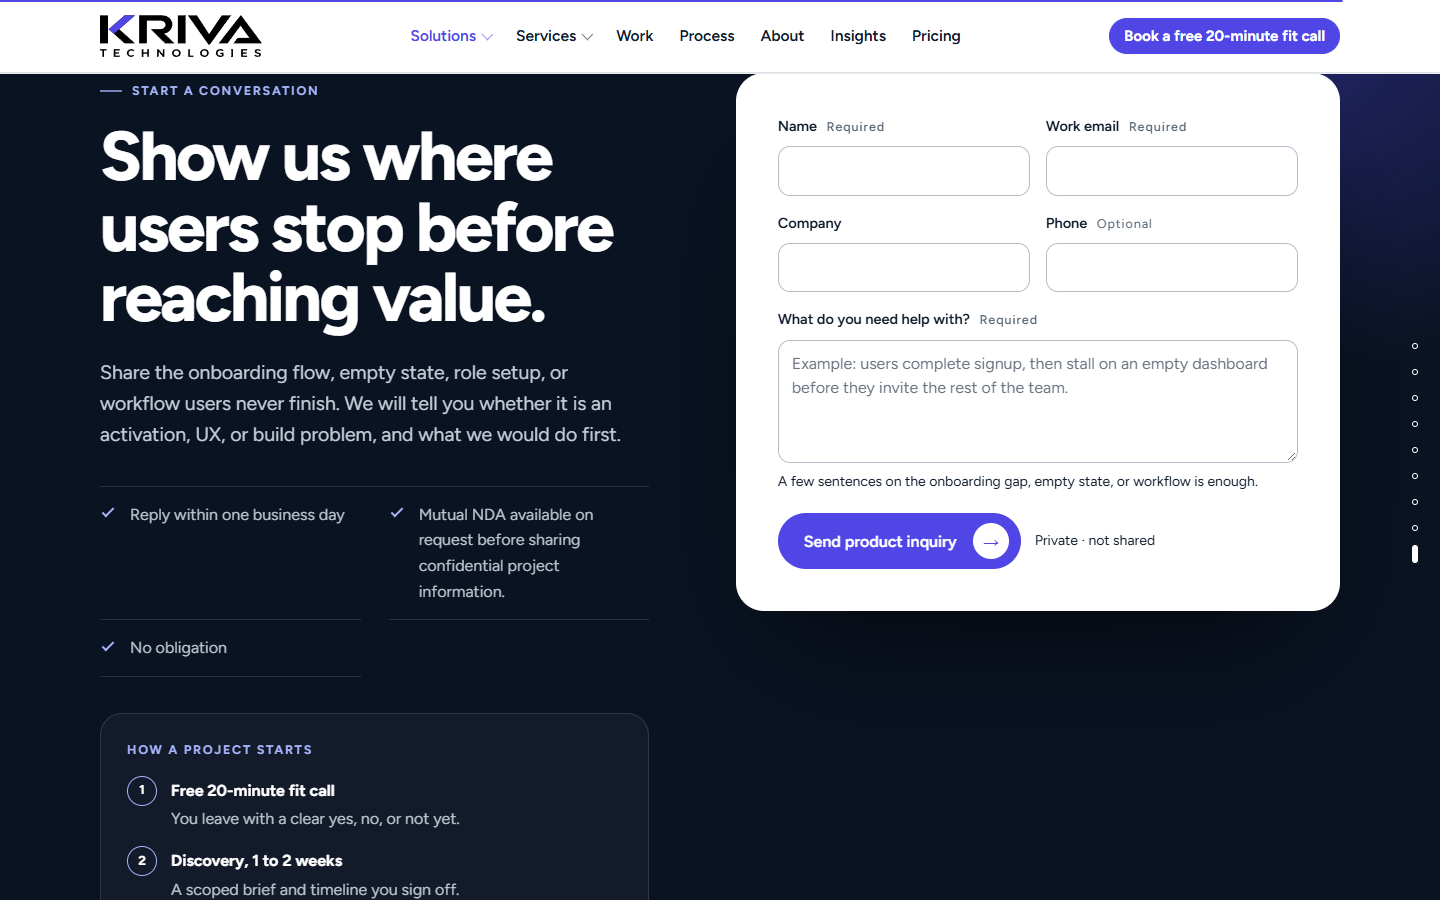 KRIVA
TECHNOLOGIES
Solutions
Services
Work
Process
About
Insights
Pricing
Book a free 20-minute fit call
START A CONVERSATION
Show us where
users stop before
reaching value.
Share the onboarding flow, empty state, role setup, or
workflow users never finish. We will tell you whether it is an
activation, UX, or build problem, and what we would do first.
Reply within one business day
Mutual NDA available on
request before sharing
confidential project
information.
No obligation
HOW A PROJECT STARTS
1
Free 20-minute fit call
You leave with a clear yes, no, or not yet.
2
Discovery, 1 to 2 weeks
A scoped brief and timeline you sign off.
Name Required
Work email Required
Company
Phone Optional
What do you need help with? Required
Example: users complete signup, then stall on an empty dashboard
before they invite the rest of the team.
A few sentences on the onboarding gap, empty state, or workflow is enough.
Send product inquiry →
Private · not shared